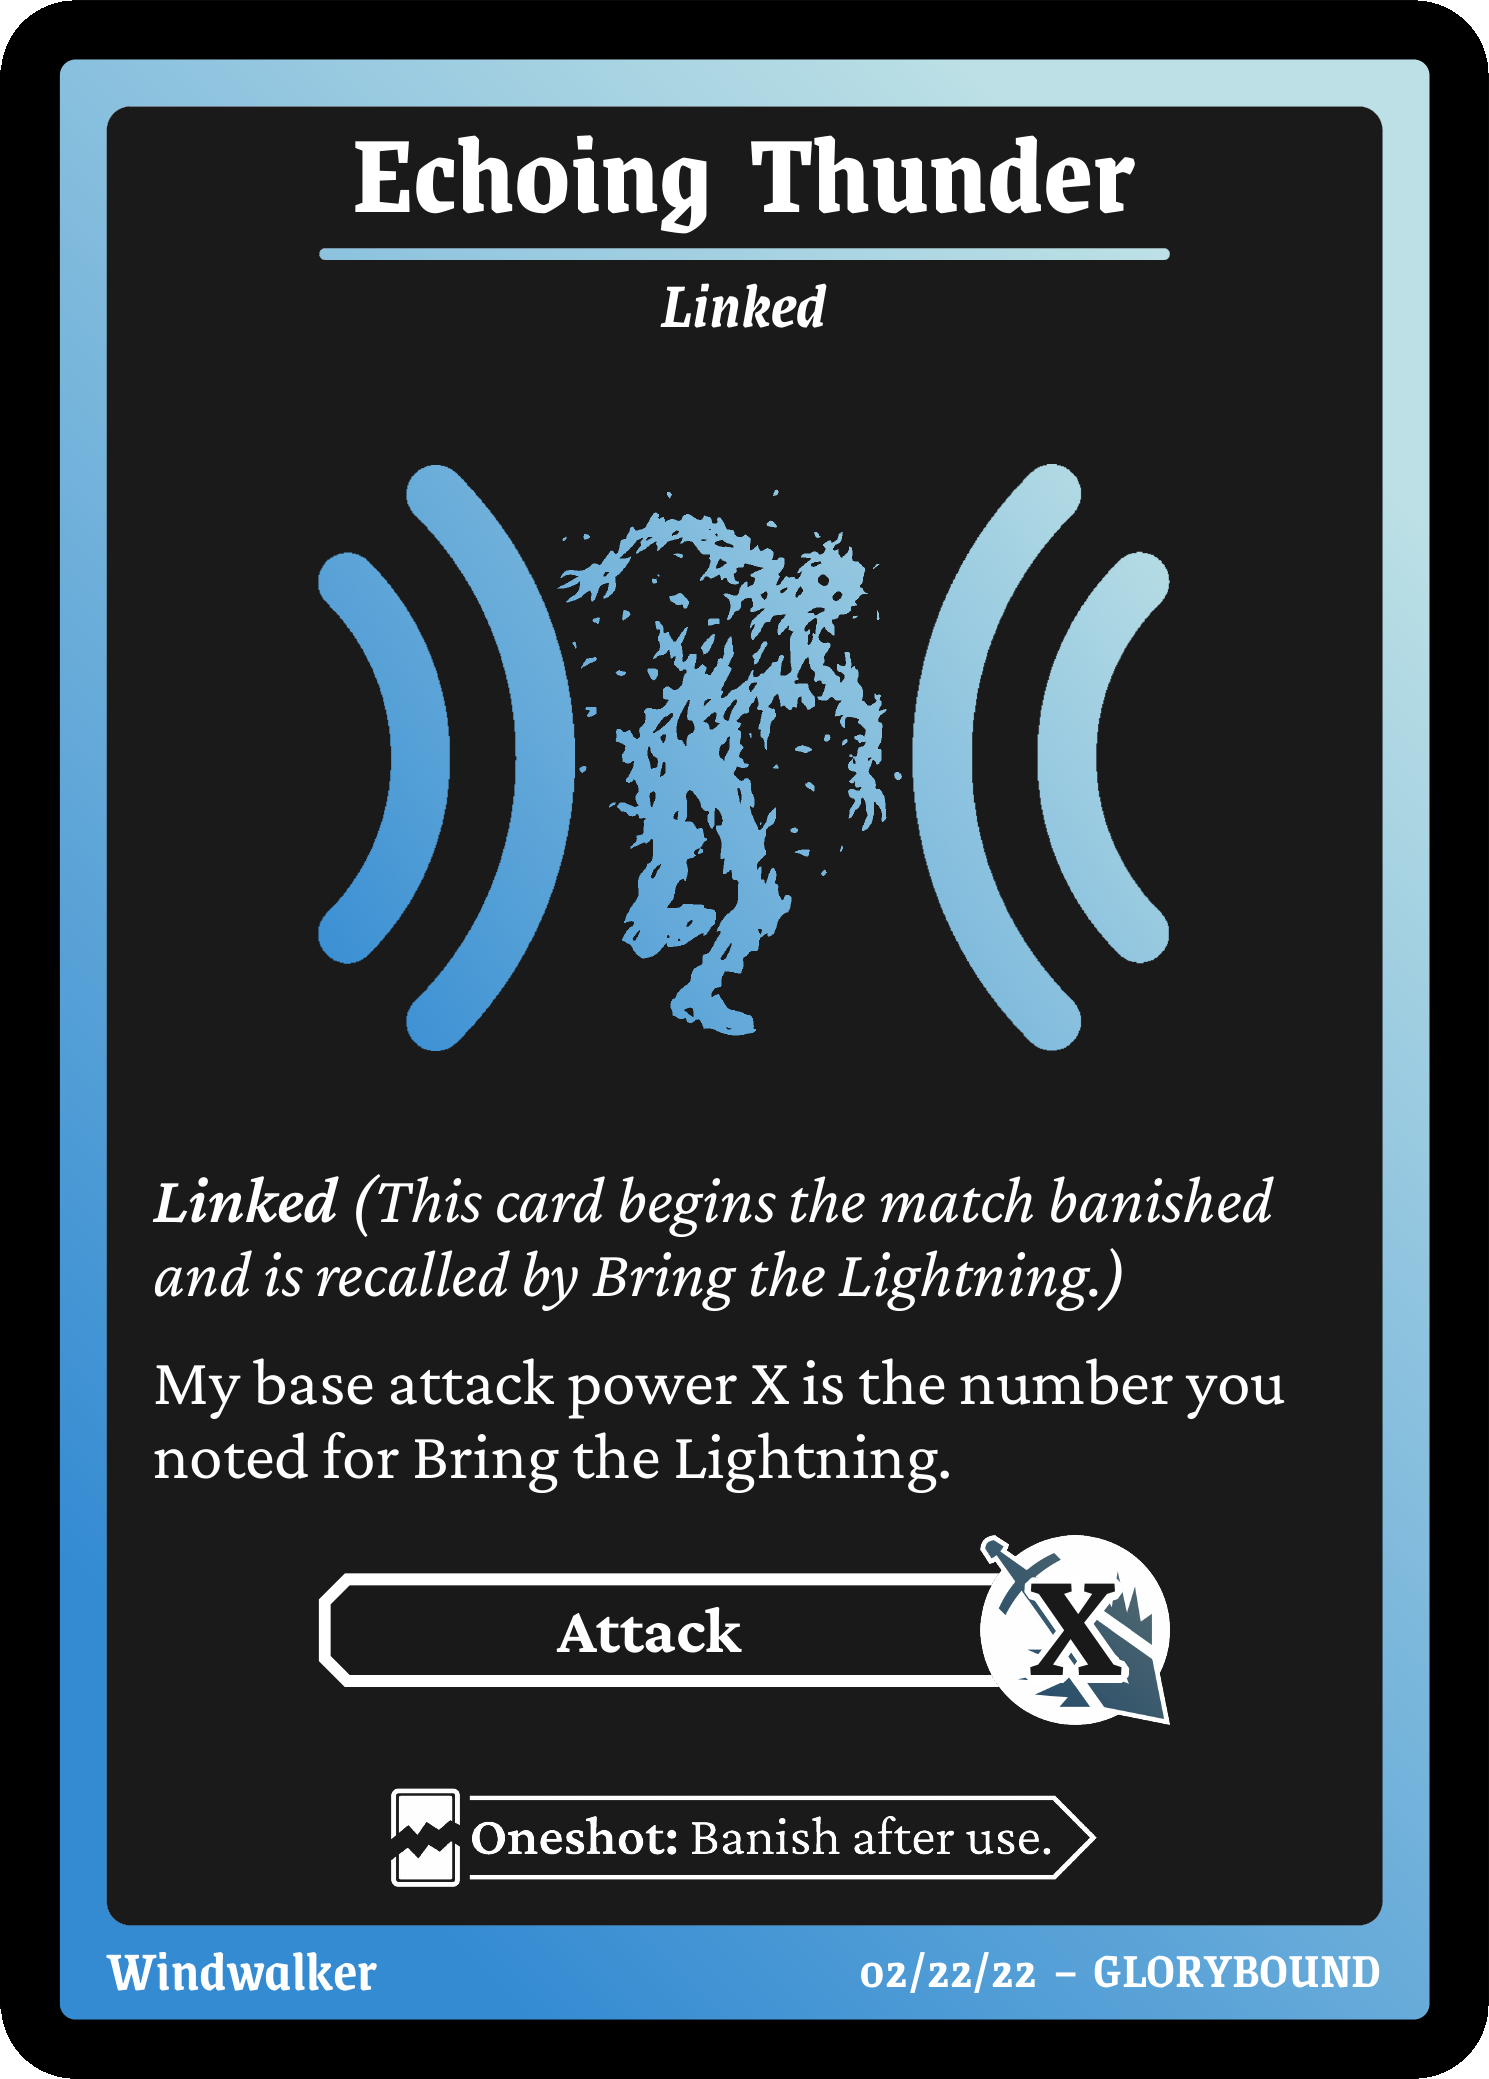 Echoing Thunder
Linked
Linked (This card begins the match banished
and is recalled by Bring the Lightning.)
My base attack power X is the number you
noted for Bring the Lightning.
Attack X
Oneshot: Banish after use.
Windwalker 02/22/22 – GLORYBOUND